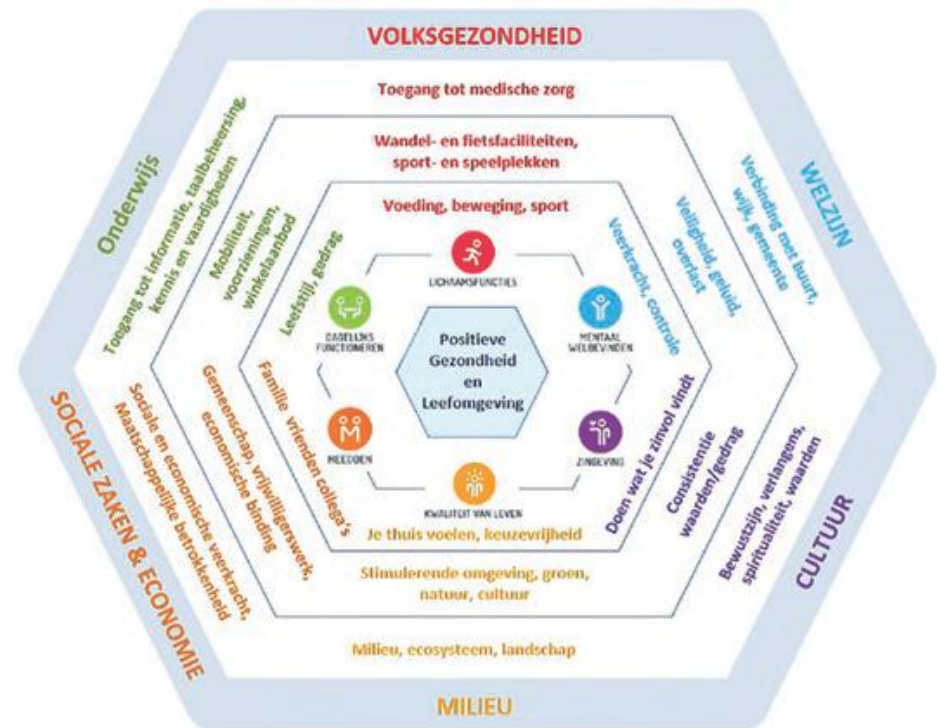 VOLKSGEZONDHEID
Toegang tot medische zorg
Wandel- en fietsfaciliteiten,
sport- en speelplekken
Voeding, beweging, sport
LICHAAMSFUNCTIES
WELZIJN
Verbinding met buurt,
wijk, gemeente
Veiligheid, geluid,
overlast
Veerkracht, controle
MENTAAL
WELBEVINDEN
CULTUUR
Bewustzijn, verlangens,
spiritualiteit, waarden
Consistentie
waarden/gedrag
Doen wat je zinvol vindt
ZINGEVING
MILIEU
Milieu, ecosysteem, landschap
Stimulerende omgeving, groen,
natuur, cultuur
Je thuis voelen, keuzevrijheid
KWALITEIT VAN LEVEN
SOCIALE ZAKEN & ECONOMIE
Sociale en economische veerkracht,
Maatschappelijke betrokkenheid
Gemeenschap, vrijwilligerswerk,
economische binding
Familie vrienden collega's
MEEDOEN
Onderwijs
Toegang tot informatie, taalbeheersing,
kennis en vaardigheden
Mobiliteit,
voorzieningen,
winkelaanbod
Leefstijl, gedrag
DAGELIJKS
FUNCTIONEREN
Positieve
Gezondheid
en
Leefomgeving